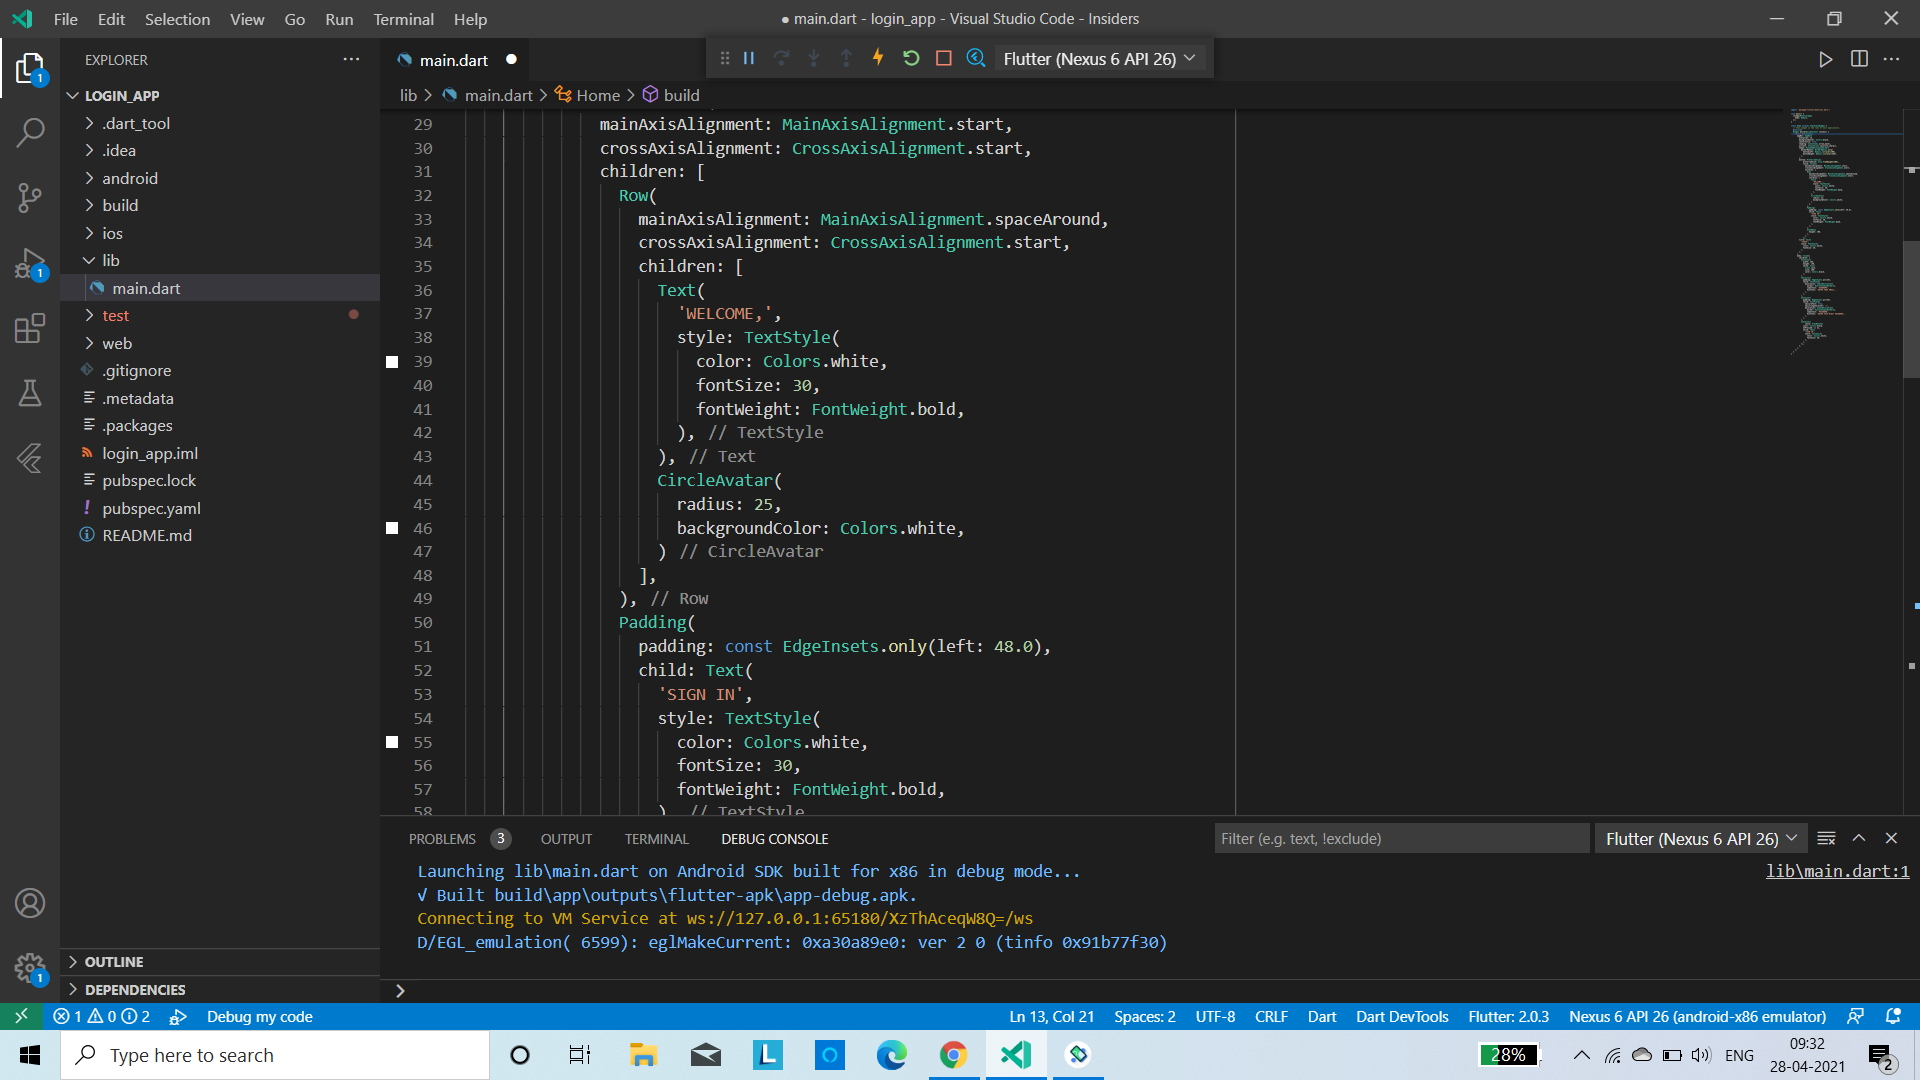 File Edit Selection View Go Run Terminal Help
● main.dart - login_app - Visual Studio Code - Insiders
EXPLORER
main.dart
Flutter (Nexus 6 API 26)
lib > main.dart > Home > build
LOGIN_APP
.dart_tool
.idea
android
build
ios
lib
main.dart
test
web
.gitignore
.metadata
.packages
login_app.iml
pubspec.lock
pubspec.yaml
README.md
OUTLINE
DEPENDENCIES
1
1
1
29 mainAxisAlignment: MainAxisAlignment.start,
30 crossAxisAlignment: CrossAxisAlignment.start,
31 children: [
32 Row(
33 mainAxisAlignment: MainAxisAlignment.spaceAround,
34 crossAxisAlignment: CrossAxisAlignment.start,
35 children: [
36 Text(
37 'WELCOME,',
38 style: TextStyle(
39 color: Colors.white,
40 fontSize: 30,
41 fontWeight: FontWeight.bold,
42 ), // TextStyle
43 ), // Text
44 CircleAvatar(
45 radius: 25,
46 backgroundColor: Colors.white,
47 ) // CircleAvatar
48 ],
49 ), // Row
50 Padding(
51 padding: const EdgeInsets.only(left: 48.0),
52 child: Text(
53 'SIGN IN',
54 style: TextStyle(
55 color: Colors.white,
56 fontSize: 30,
57 fontWeight: FontWeight.bold,
58 ) // TextStyle
PROBLEMS 3 OUTPUT TERMINAL DEBUG CONSOLE
Filter (e.g. text, !exclude)
Flutter (Nexus 6 API 26)
Launching lib\main.dart on Android SDK built for x86 in debug mode...
lib\main.dart:1
√ Built build\app\outputs\flutter-apk\app-debug.apk.
Connecting to VM Service at ws://127.0.0.1:65180/XzThAceqW8Q=/ws
D/EGL_emulation( 6599): eglMakeCurrent: 0xa30a89e0: ver 2 0 (tinfo 0x91b77f30)
1 0 2 Debug my code
Ln 13, Col 21 Spaces: 2 UTF-8 CRLF Dart Dart DevTools Flutter: 2.0.3 Nexus 6 API 26 (android-x86 emulator)
Type here to search
28%
ENG
09:32
28-04-2021
2